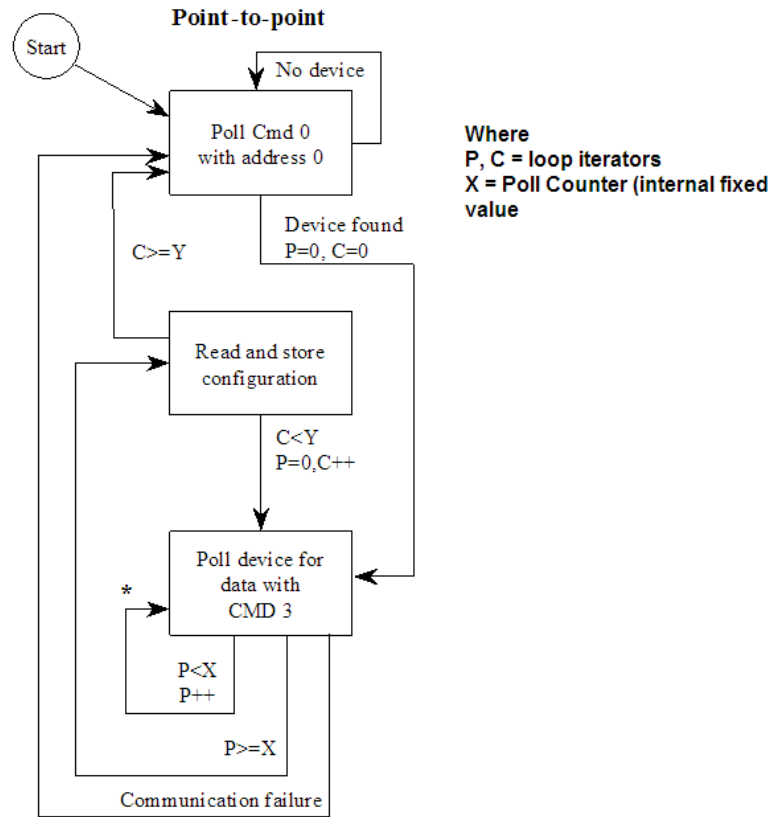 Point-to-point
Start
No device
Poll Cmd 0
with address 0
Where
P, C = loop iterators
X = Poll Counter (internal fixed
value
Device found
P=0, C=0
C>=Y
Read and store
configuration
C<Y
P=0,C++
Poll device for
data with
CMD 3
*
P<X
P++
P>=X
Communication failure